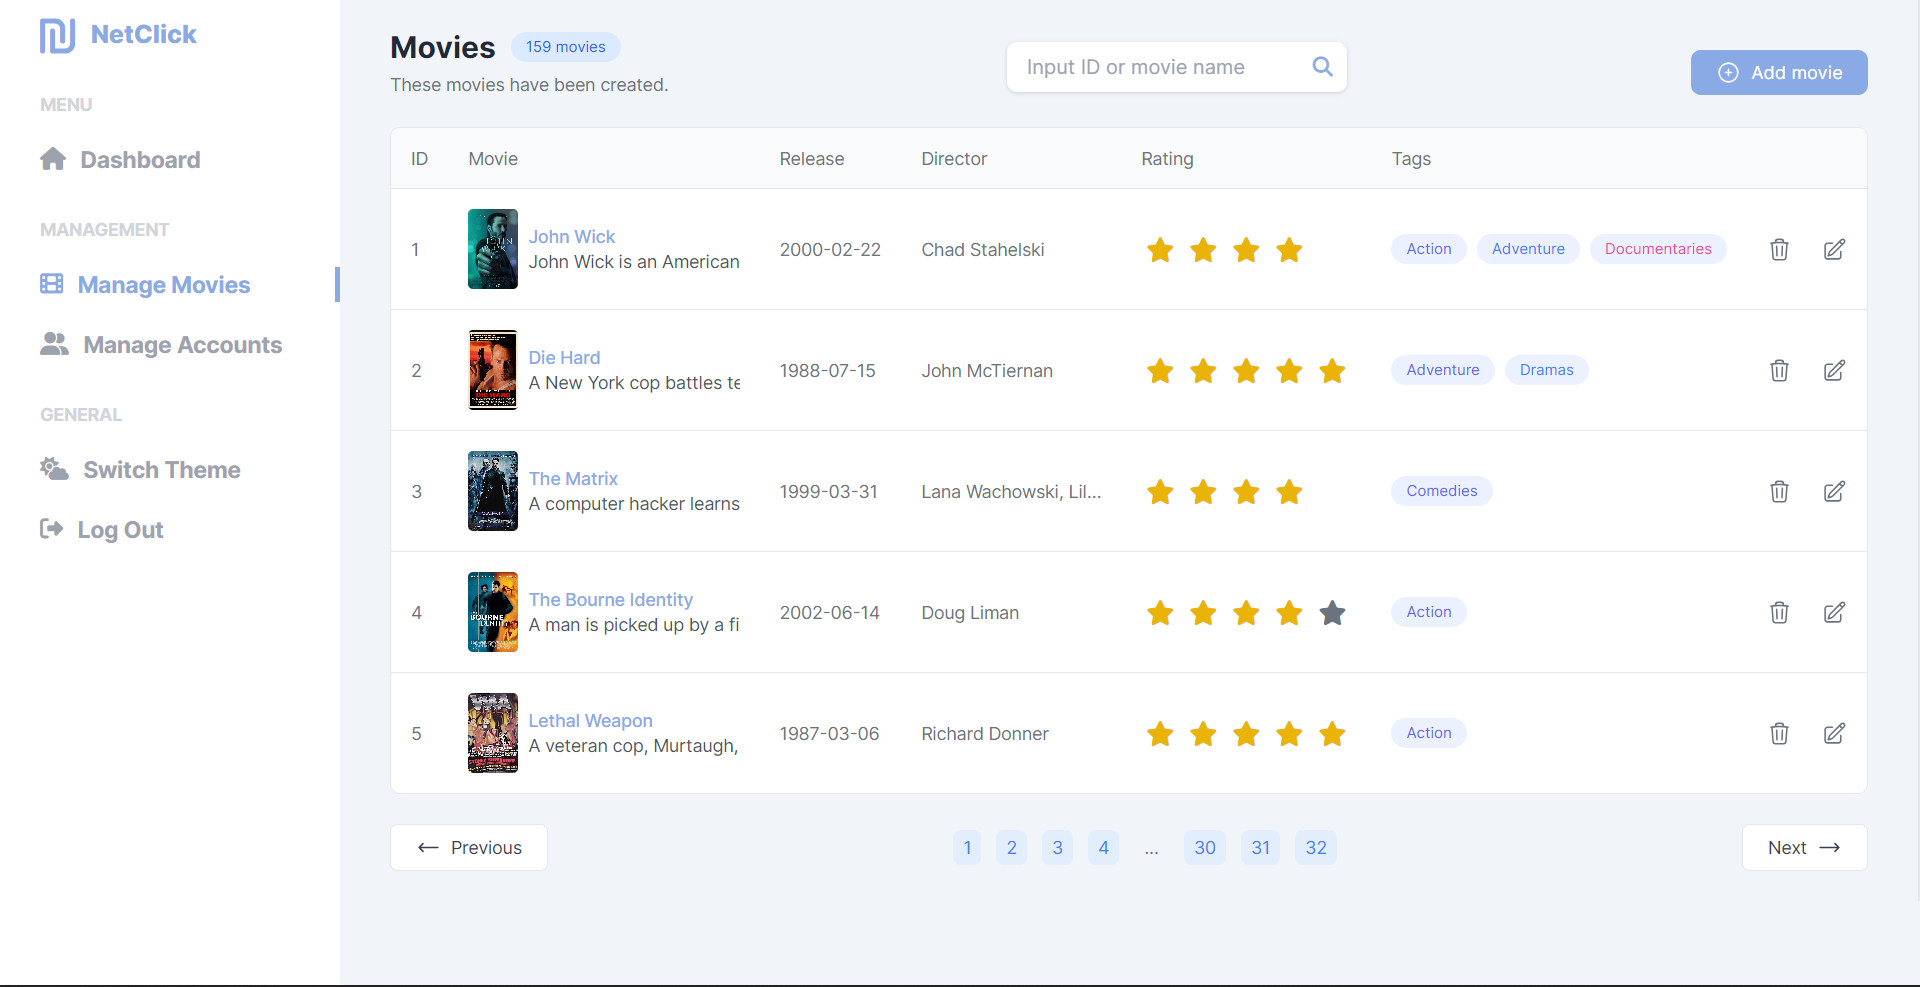 NetClick
MENU
Dashboard
MANAGEMENT
Manage Movies
Manage Accounts
GENERAL
Switch Theme
Log Out
Movies 159 movies
These movies have been created.
Input ID or movie name
Add movie
ID Movie Release Director Rating Tags
1 John Wick
John Wick is an American
2000-02-22 Chad Stahelski Action Adventure Documentaries
2 Die Hard
A New York cop battles te
1988-07-15 John McTiernan Adventure Dramas
DIE HARD
3 The Matrix
A computer hacker learns
1999-03-31 Lana Wachowski, Lil... Comedies
4 The Bourne Identity
A man is picked up by a fi
2002-06-14 Doug Liman Action
BOURNE
IDENTITY
5 Lethal Weapon
A veteran cop, Murtaugh,
1987-03-06 Richard Donner Action
Previous 1 2 3 4 ... 30 31 32 Next